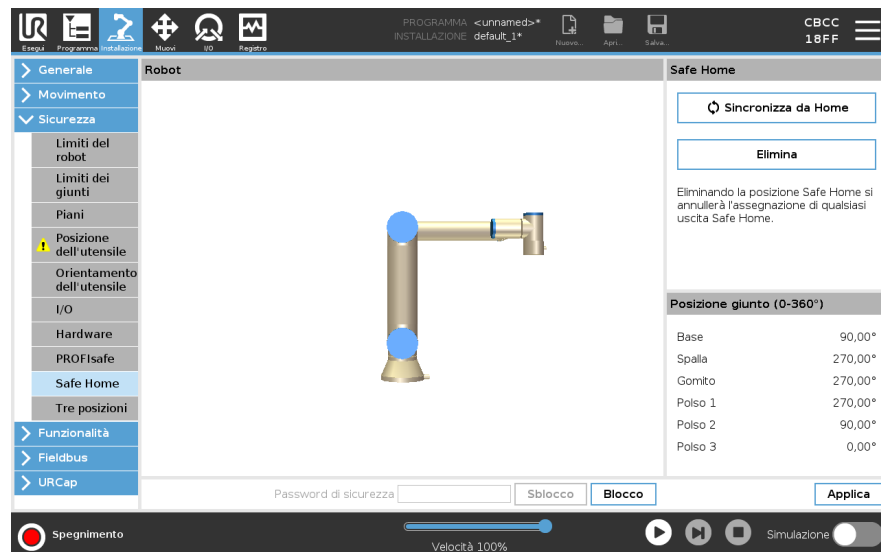 PROGRAMMA <unnamed>*
INSTALLAZIONE default_1*
Esegui Programma Installazione Muovi I/O Registro
Nuovo... Apri... Salva...
CBCC
18FF
Generale
Movimento
Sicurezza
Limiti del
robot
Limiti dei
giunti
Piani
Posizione
dell'utensile
Orientamento
dell'utensile
I/O
Hardware
PROFIsafe
Safe Home
Tre posizioni
Funzionalità
Fieldbus
URCap
Robot
Password di sicurezza
Sblocco
Blocco
Safe Home
Sincronizza da Home
Elimina
Eliminando la posizione Safe Home si
annullerà l'assegnazione di qualsiasi
uscita Safe Home.
Posizione giunto (0-360°)
Base 90,00°
Spalla 270,00°
Gomito 270,00°
Polso 1 270,00°
Polso 2 90,00°
Polso 3 0,00°
Applica
Spegnimento
Velocità 100%
Simulazione